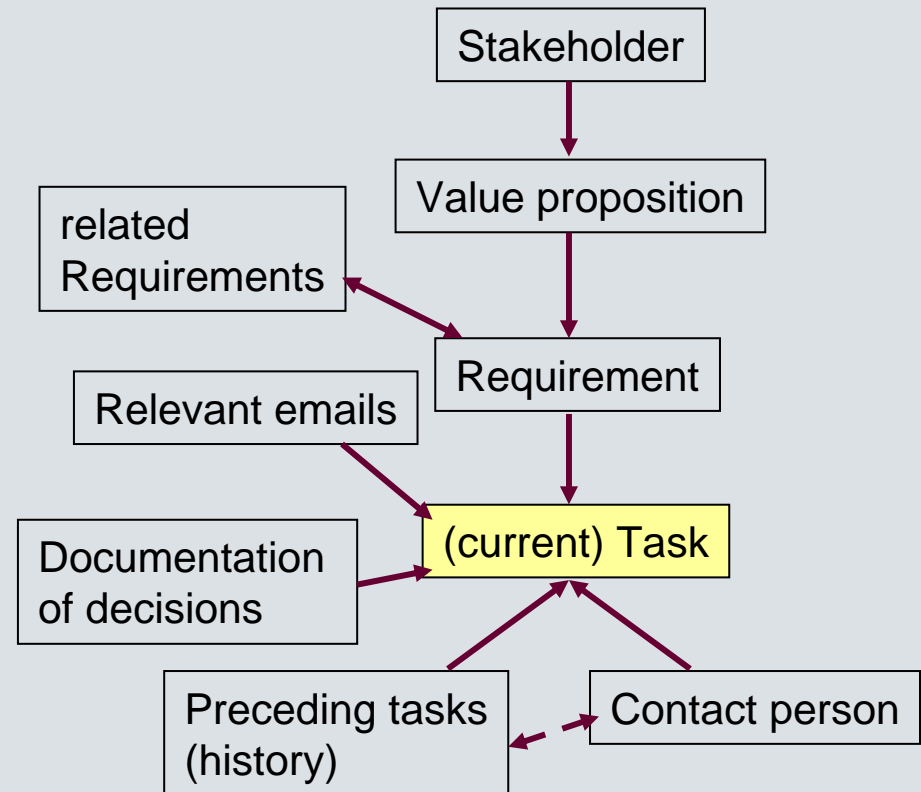 Stakeholder
Value proposition
related
Requirements
Requirement
Relevant emails
(current) Task
Documentation
of decisions
Preceding tasks
(history)
Contact person